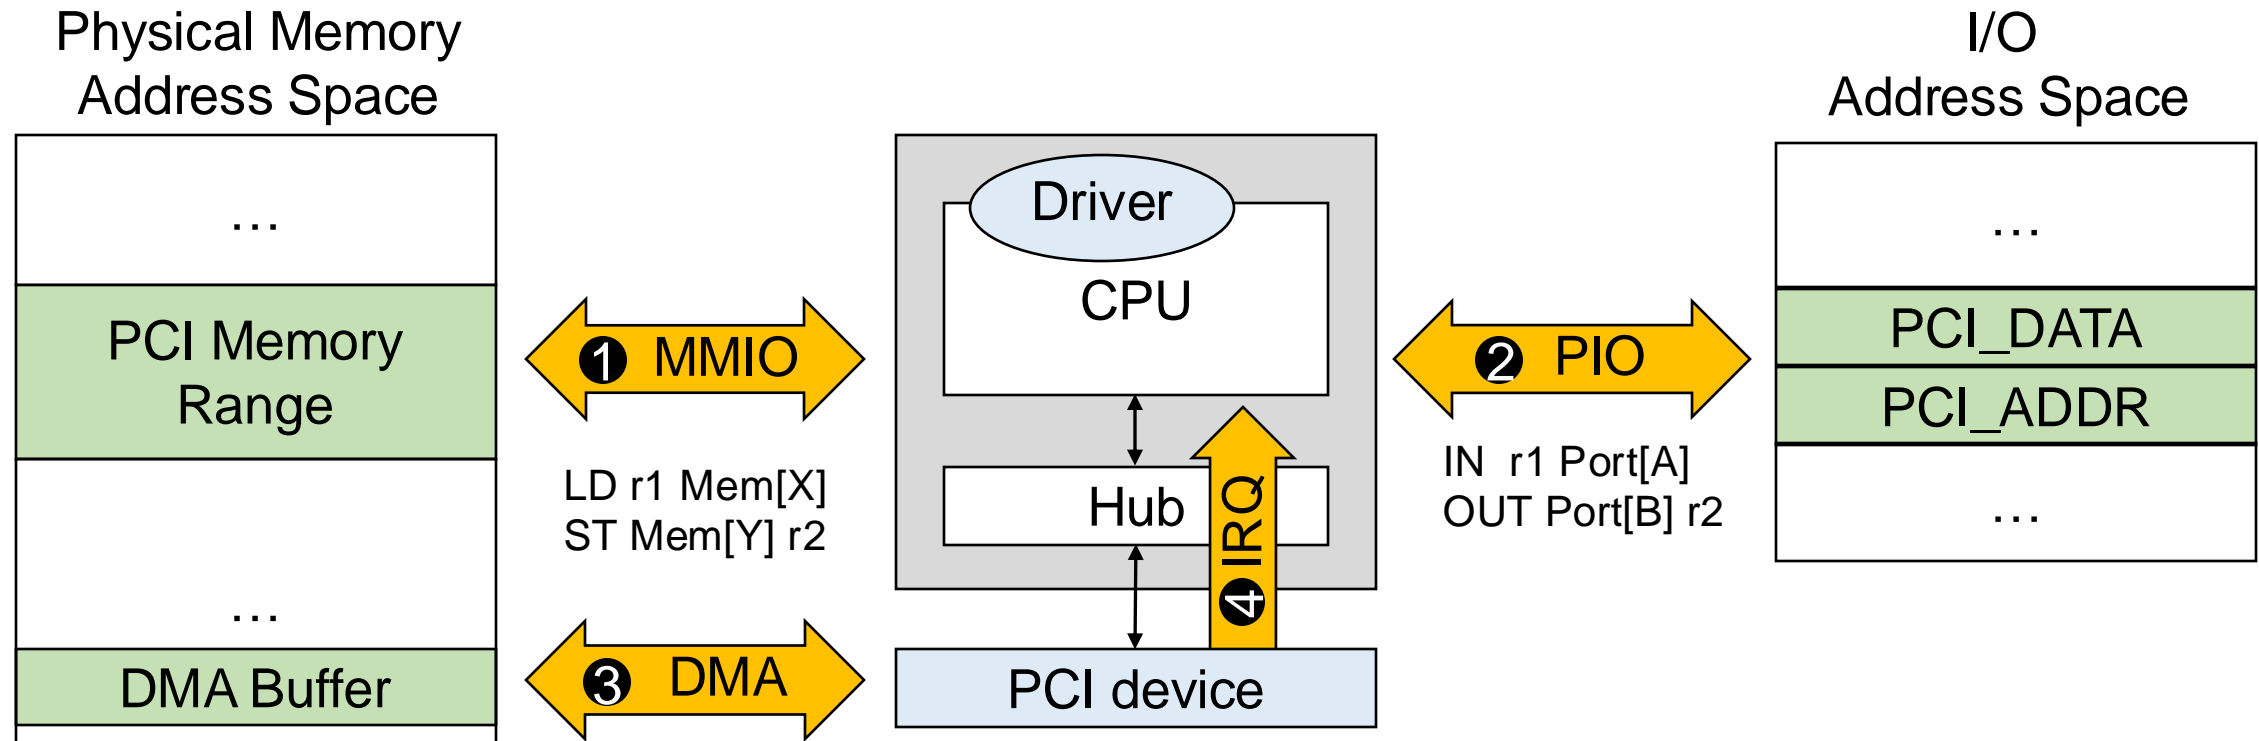 Physical Memory
Address Space
…
PCI Memory
Range
…
DMA Buffer
❶ MMIO
LD r1 Mem[X]
ST Mem[Y] r2
❸ DMA
Driver
CPU
Hub
❹ IRQ
PCI device
❷ PIO
IN r1 Port[A]
OUT Port[B] r2
I/O
Address Space
…
PCI_DATA
PCI_ADDR
…